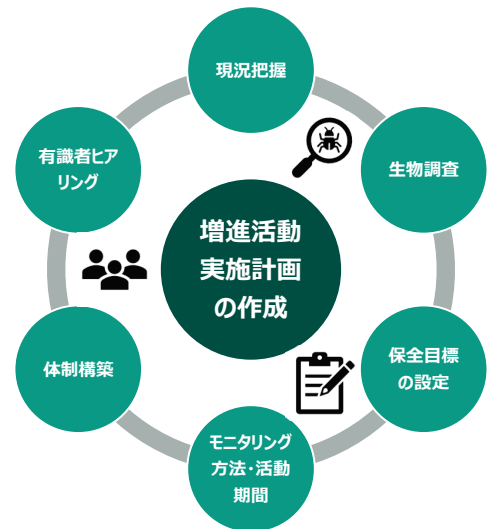 現況把握
生物調査
保全目標
の設定
モニタリング
方法・活動
期間
体制構築
有識者ヒア
リング
増進活動
実施計画
の作成